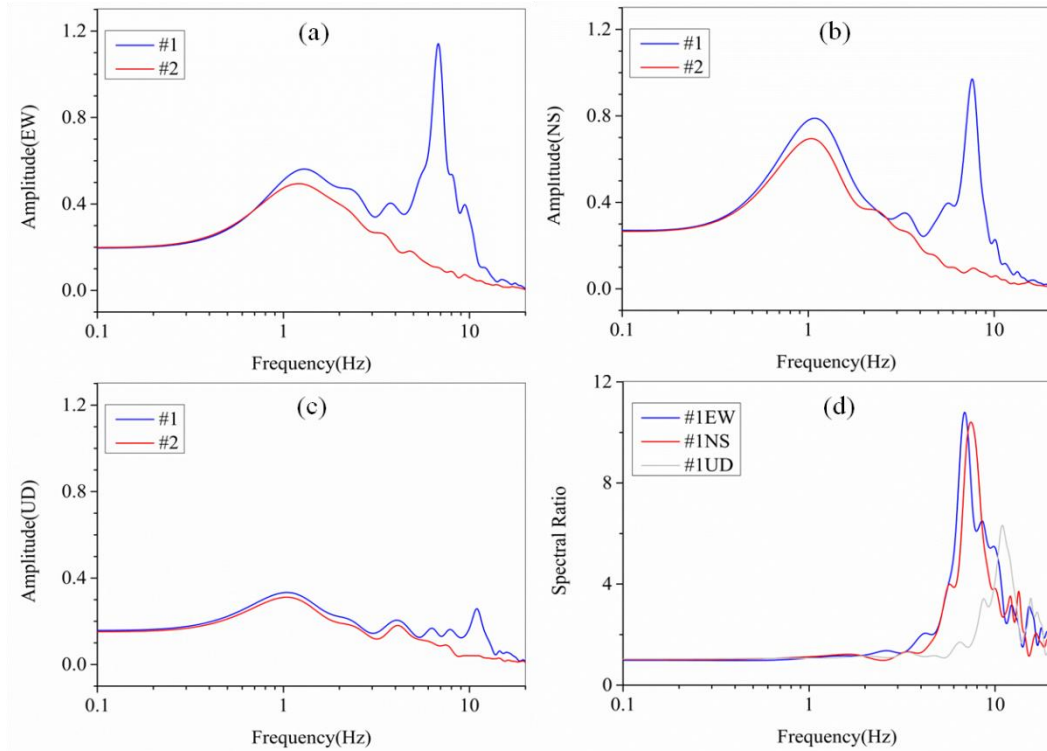 (a)
#1
#2
Amplitude(EW)
1.2
0.8
0.4
0.0
0.1
1
10
Frequency(Hz)
(b)
#1
#2
Amplitude(NS)
1.2
0.8
0.4
0.0
0.1
1
10
Frequency(Hz)
(c)
#1
#2
Amplitude(UD)
1.2
0.8
0.4
0.0
0.1
1
10
Frequency(Hz)
(d)
#1EW
#1NS
#1UD
Spectral Ratio
12
8
4
0
0.1
1
10
Frequency(Hz)